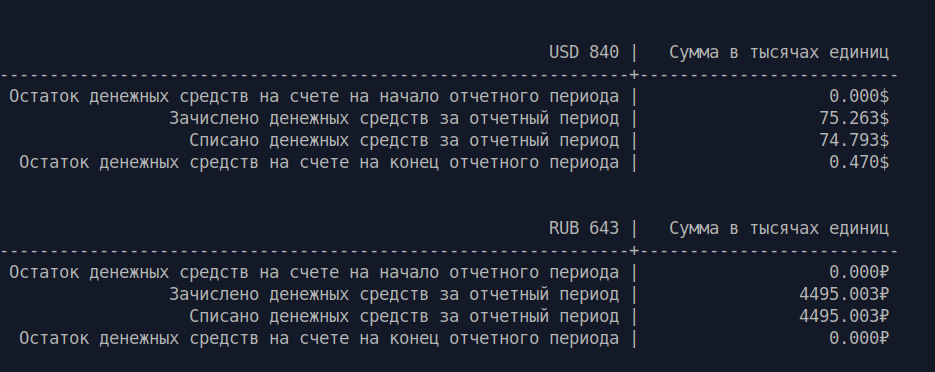 USD 840 | Сумма в тысячах единиц
---------------------------------------------------------------+--------------------------
Остаток денежных средств на счете на начало отчетного периода | 0.000$
Зачислено денежных средств за отчетный период | 75.263$
Списано денежных средств за отчетный период | 74.793$
Остаток денежных средств на счете на конец отчетного периода | 0.470$
RUB 643 | Сумма в тысячах единиц
---------------------------------------------------------------+--------------------------
Остаток денежных средств на счете на начало отчетного периода | 0.000₽
Зачислено денежных средств за отчетный период | 4495.003₽
Списано денежных средств за отчетный период | 4495.003₽
Остаток денежных средств на счете на конец отчетного периода | 0.000₽